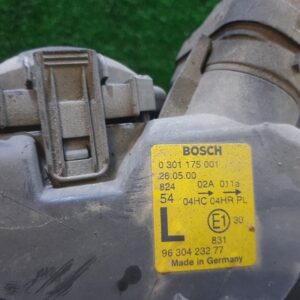 BOSCH
0 301 175 001
26.05.00
824 02A 011a
54 04HC 04HR PL
L E1 30
831
96 304 232 77
Made in Germany